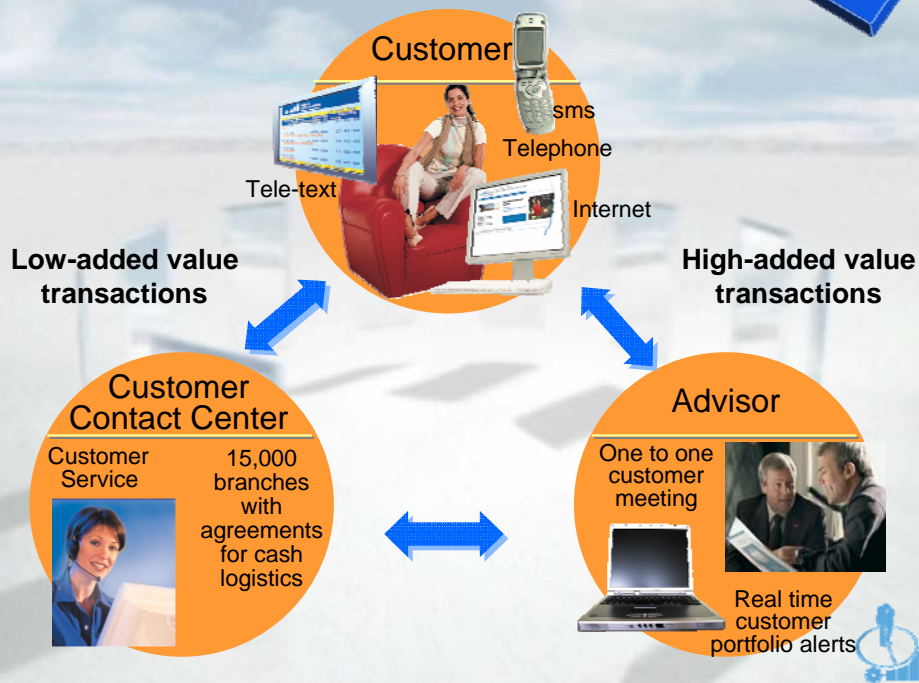 Customer
sms
Telephone
Tele-text
Internet
Low-added value
transactions
High-added value
transactions
Customer
Contact Center
Customer
Service
15,000
branches
with
agreements
for cash
logistics
Advisor
One to one
customer
meeting
Real time
customer
portfolio alerts